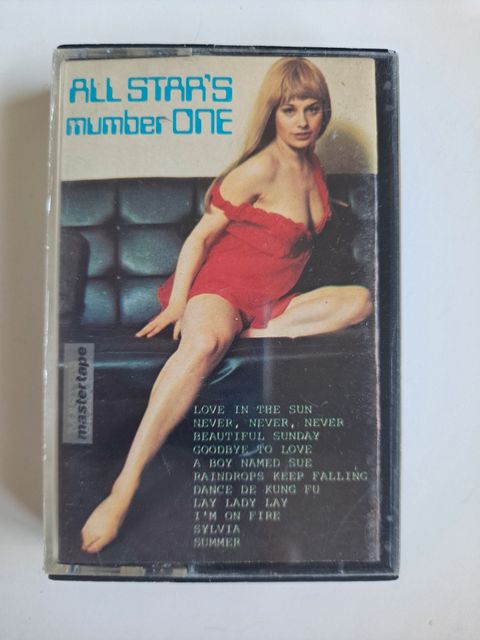 ALL STAR'S
mumber ONE
mastertape
LOVE IN THE SUN
NEVER, NEVER, NEVER
BEAUTIFUL SUNDAY
GOODBYE TO LOVE
A BOY NAMED SUE
RAINDROPS KEEP FALLING
DANCE DE KUNG FU
LAY LADY LAY
I'M ON FIRE
SYLVIA
SUMMER